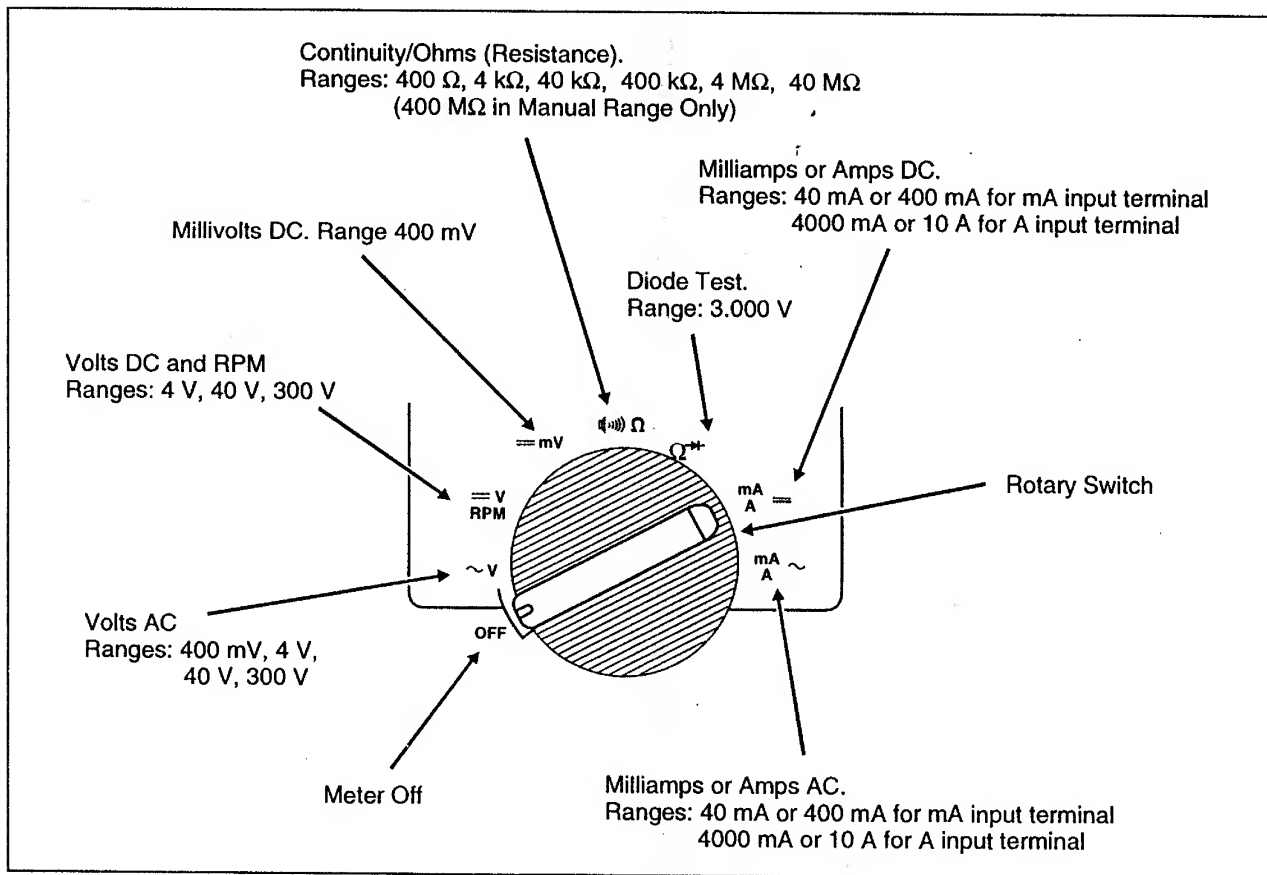 Continuity/Ohms (Resistance).
Ranges: 400 Ω, 4 kΩ, 40 kΩ, 400 kΩ, 4 MΩ, 40 MΩ
(400 MΩ in Manual Range Only)
Milliamps or Amps DC.
Ranges: 40 mA or 400 mA for mA input terminal
4000 mA or 10 A for A input terminal
Millivolts DC. Range 400 mV
Diode Test.
Range: 3.000 V
Volts DC and RPM
Ranges: 4 V, 40 V, 300 V
mV
Ω
Ω
V
RPM
mA
A
Rotary Switch
~ V
mA
A ~
OFF
Volts AC
Ranges: 400 mV, 4 V,
40 V, 300 V
Meter Off
Milliamps or Amps AC.
Ranges: 40 mA or 400 mA for mA input terminal
4000 mA or 10 A for A input terminal